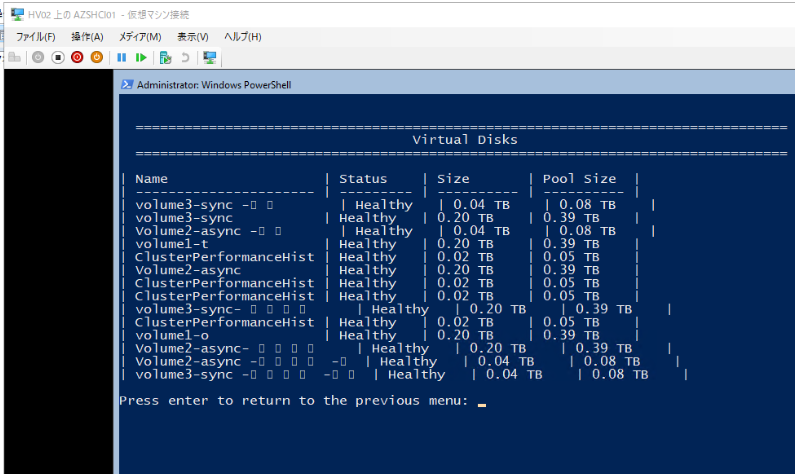 HV02 上の AZSHCI01 - 仮想マシン接続
ファイル(F) 操作(A) メディア(M) 表示(V) ヘルプ(H)
Administrator: Windows PowerShell
================================================================================
Virtual Disks
================================================================================
| Name | Status | Size | Pool Size |
| ---------------------- | ---------- | ---------- | ---------- |
| volume3-sync -▯ ▯ | Healthy | 0.04 TB | 0.08 TB |
| volume3-sync | Healthy | 0.20 TB | 0.39 TB |
| Volume2-async -▯ ▯ | Healthy | 0.04 TB | 0.08 TB |
| volume1-t | Healthy | 0.20 TB | 0.39 TB |
| ClusterPerformanceHist | Healthy | 0.02 TB | 0.05 TB |
| Volume2-async | Healthy | 0.20 TB | 0.39 TB |
| ClusterPerformanceHist | Healthy | 0.02 TB | 0.05 TB |
| ClusterPerformanceHist | Healthy | 0.02 TB | 0.05 TB |
| volume3-sync-▯ ▯ ▯ ▯ | Healthy | 0.20 TB | 0.39 TB |
| ClusterPerformanceHist | Healthy | 0.02 TB | 0.05 TB |
| volume1-o | Healthy | 0.20 TB | 0.39 TB |
| Volume2-async-▯ ▯ ▯ ▯ | Healthy | 0.20 TB | 0.39 TB |
| Volume2-async -▯ ▯ ▯ ▯ -▯ | Healthy | 0.04 TB | 0.08 TB |
| volume3-sync -▯ ▯ ▯ ▯ -▯ ▯ | Healthy | 0.04 TB | 0.08 TB |
Press enter to return to the previous menu: _